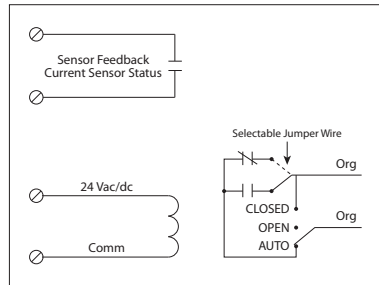 Sensor Feedback
Current Sensor Status
Selectable Jumper Wire
Org
24 Vac/dc
CLOSED
Org
OPEN
Comm
AUTO